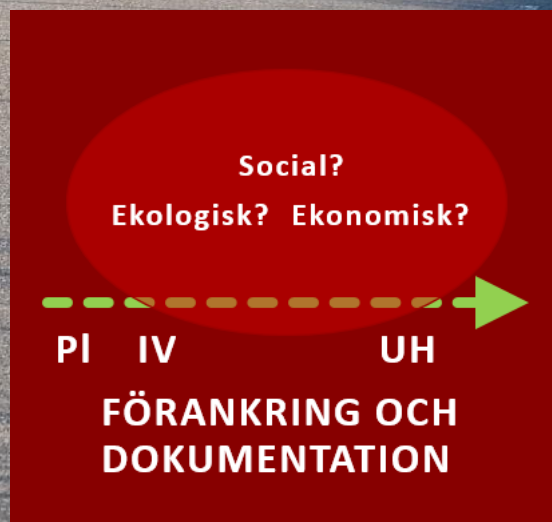 Social?
Ekologisk? Ekonomisk?
Pl IV UH
FÖRANKRING OCH
DOKUMENTATION